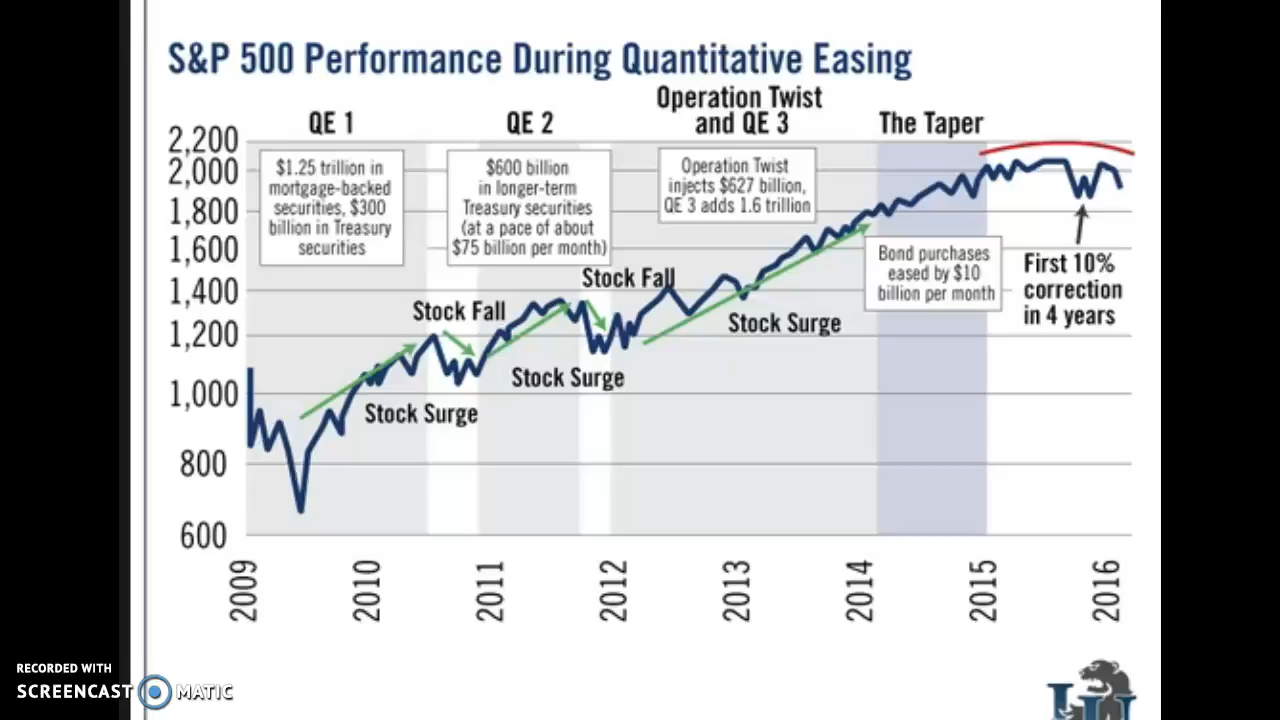 S&P 500 Performance During Quantitative Easing
QE 1
QE 2
Operation Twist
and QE 3
The Taper
2,200
2,000
1,800
1,600
1,400
1,200
1,000
800
600
$1.25 trillion in
mortgage-backed
securities, $300
billion in Treasury
securities
$600 billion
in longer-term
Treasury securities
(at a pace of about
$75 billion per month)
Operation Twist
injects $627 billion,
QE 3 adds 1.6 trillion
Bond purchases
eased by $10
billion per month
First 10%
correction
in 4 years
Stock Fall
Stock Fall
Stock Surge
Stock Surge
Stock Surge
2009
2010
2011
2012
2013
2014
2015
2016
RECORDED WITH
SCREENCAST MATIC